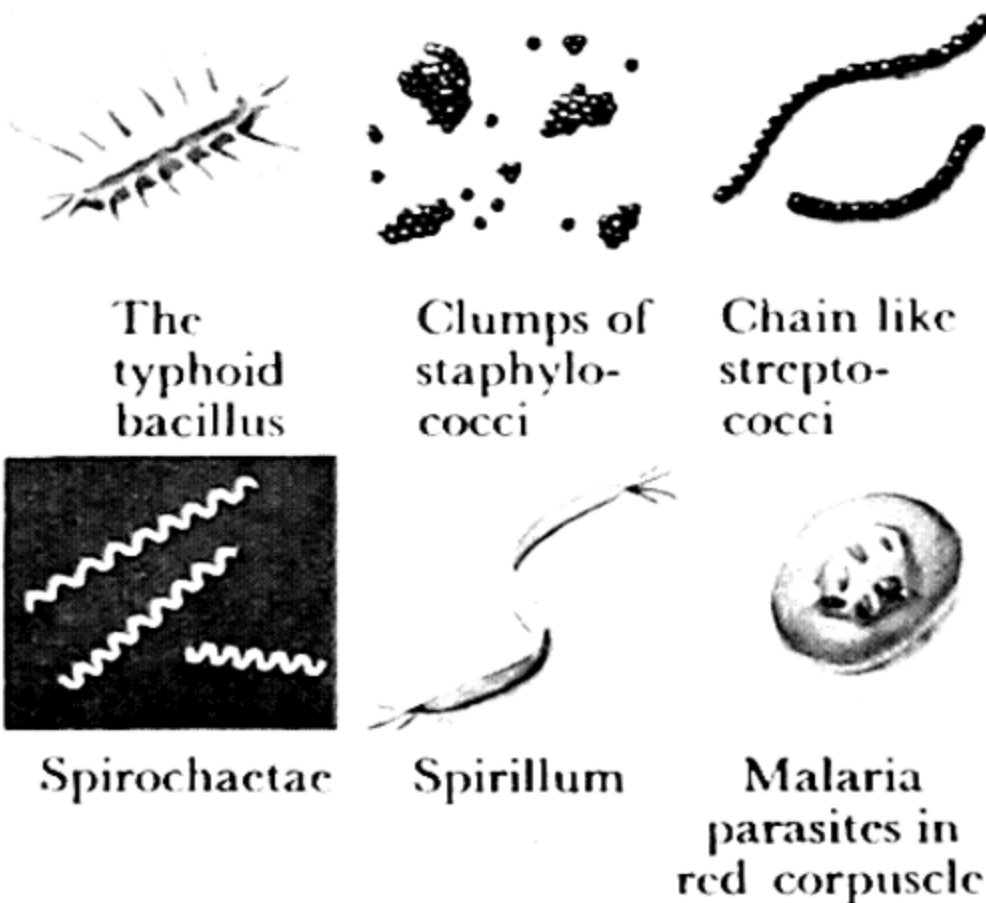 The
typhoid
bacillus
Clumps of
staphylo-
cocci
Chain like
strepto-
cocci
Spirochaetae
Spirillum
Malaria
parasites in
red corpuscle